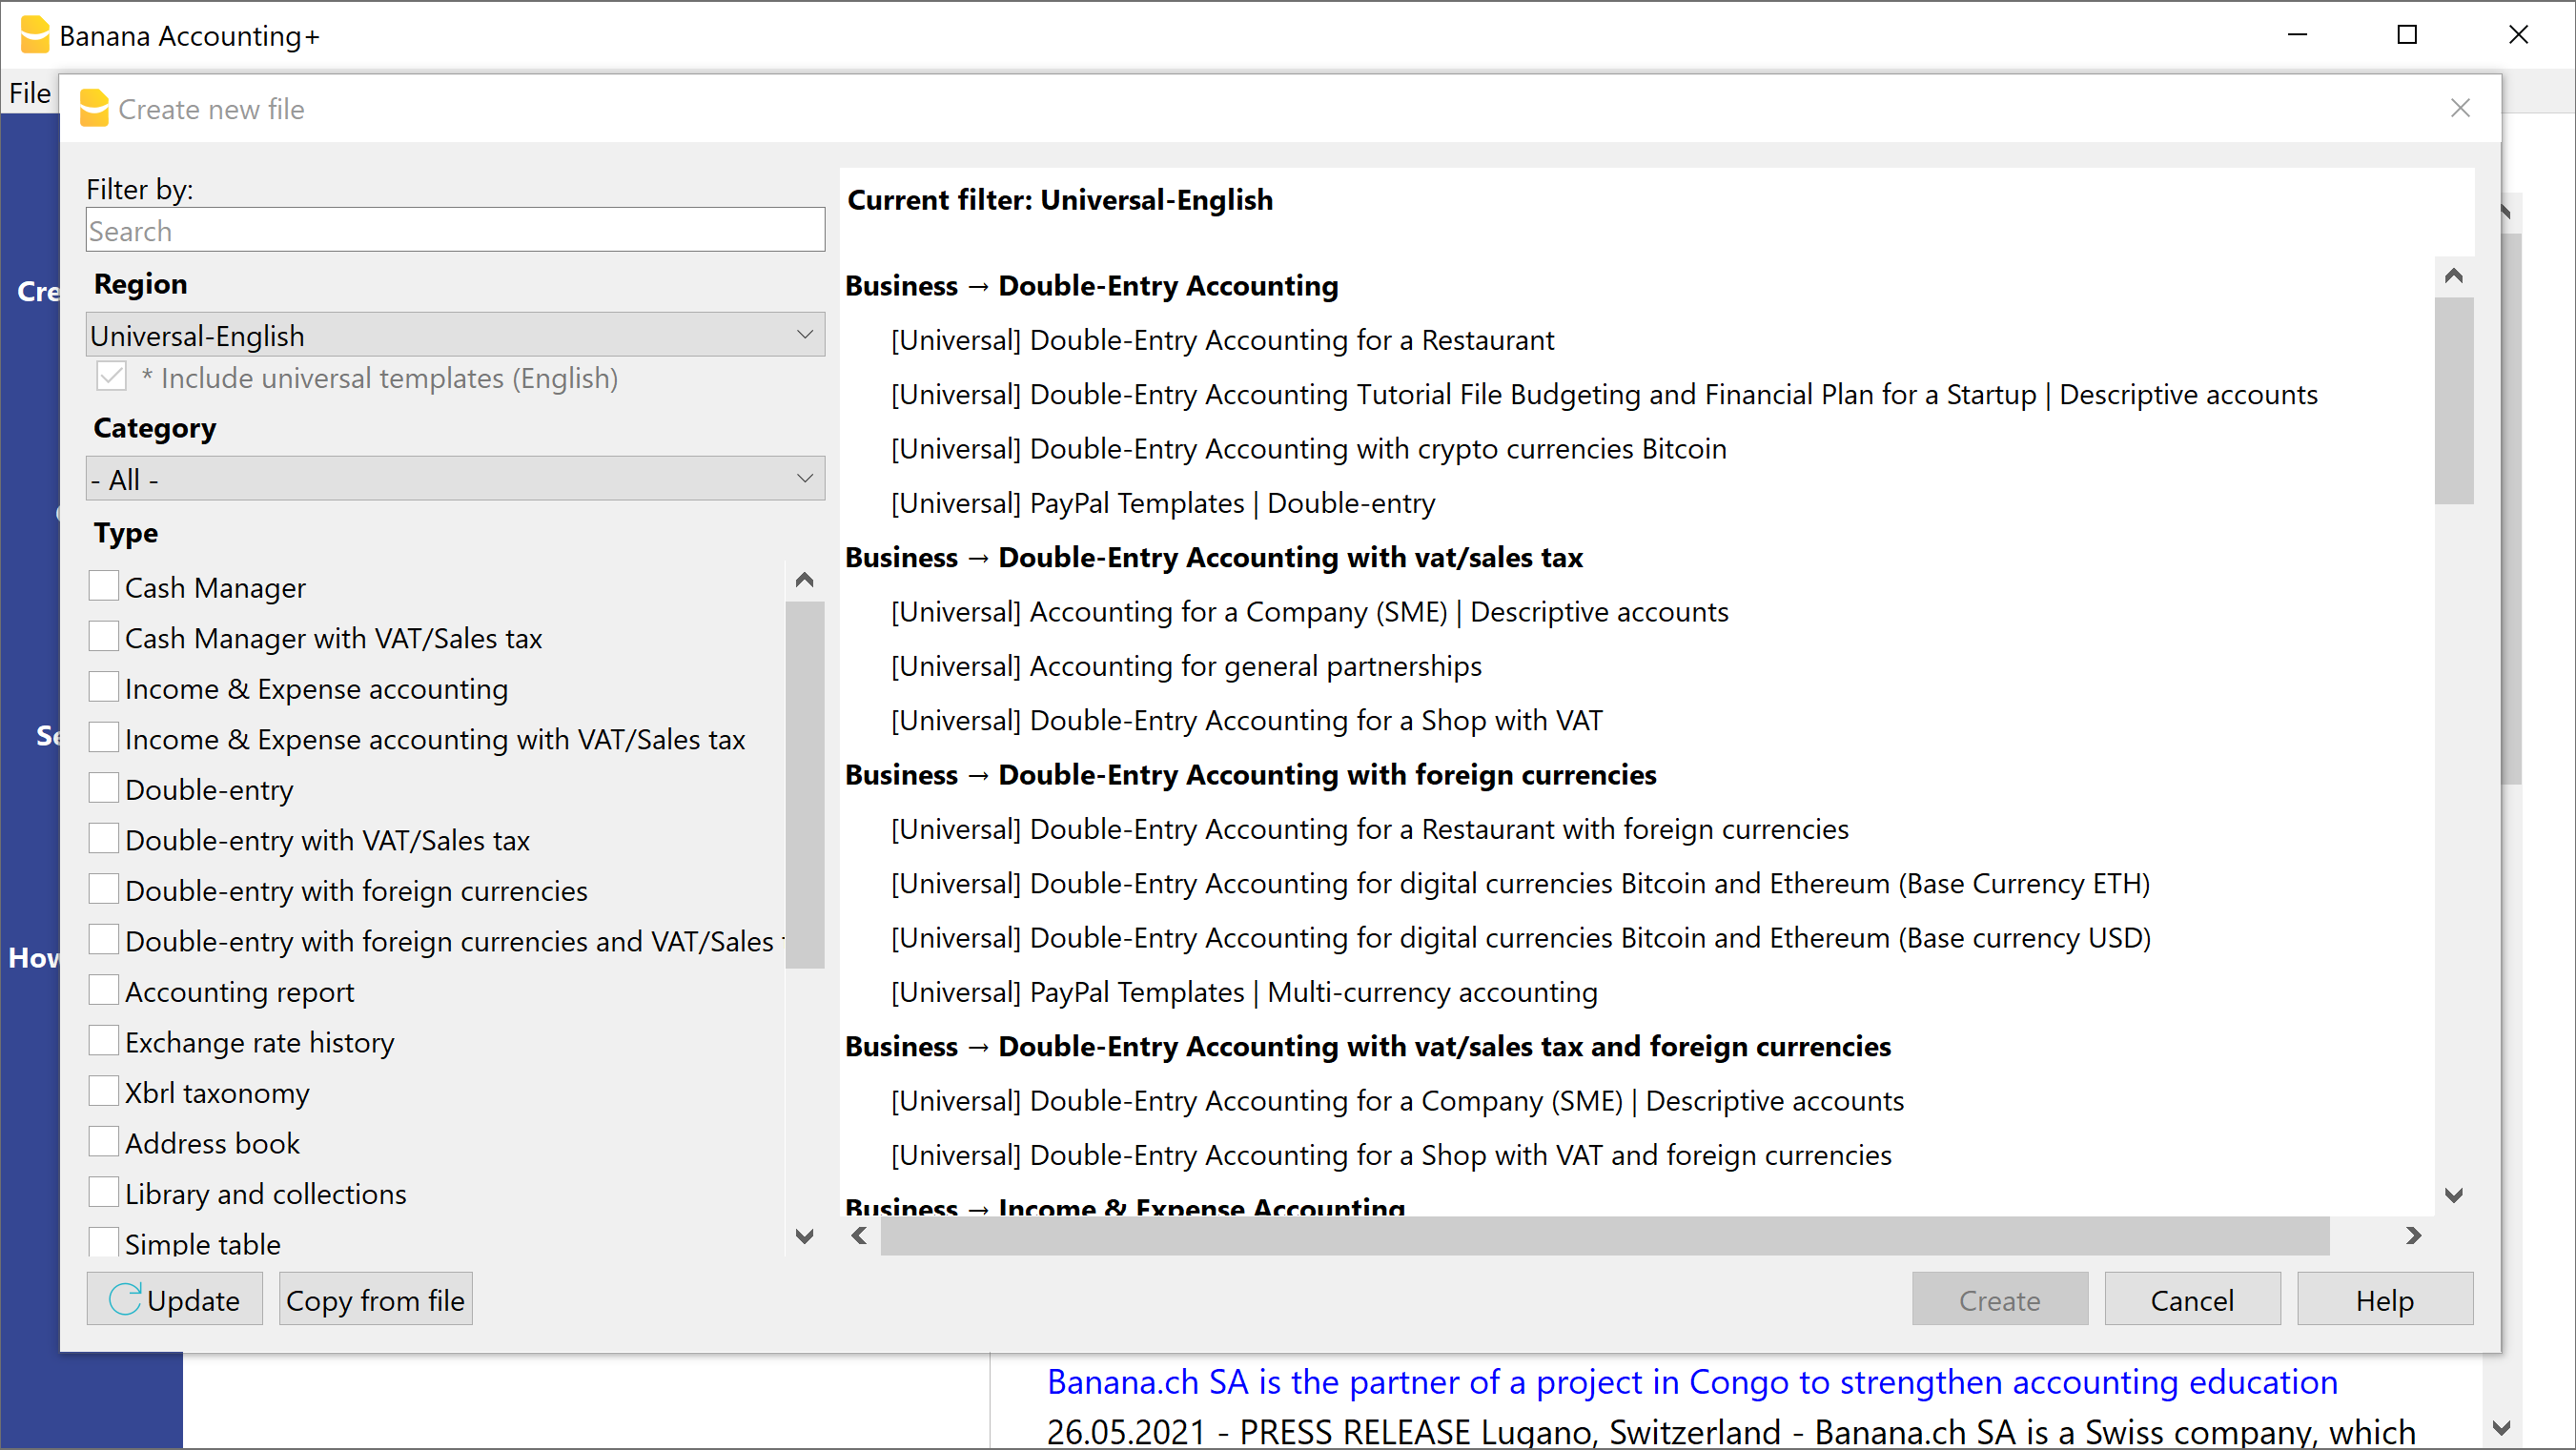 Banana Accounting+
File
Create new file
Filter by:
Search
Region
Universal-English
* Include universal templates (English)
Category
- All -
Type
Cash Manager
Cash Manager with VAT/Sales tax
Income & Expense accounting
Income & Expense accounting with VAT/Sales tax
Double-entry
Double-entry with VAT/Sales tax
Double-entry with foreign currencies
Double-entry with foreign currencies and VAT/Sales
Accounting report
Exchange rate history
Xbrl taxonomy
Address book
Library and collections
Simple table
Update
Copy from file
Current filter: Universal-English
Business → Double-Entry Accounting
[Universal] Double-Entry Accounting for a Restaurant
[Universal] Double-Entry Accounting Tutorial File Budgeting and Financial Plan for a Startup | Descriptive accounts
[Universal] Double-Entry Accounting with crypto currencies Bitcoin
[Universal] PayPal Templates | Double-entry
Business → Double-Entry Accounting with vat/sales tax
[Universal] Accounting for a Company (SME) | Descriptive accounts
[Universal] Accounting for general partnerships
[Universal] Double-Entry Accounting for a Shop with VAT
Business → Double-Entry Accounting with foreign currencies
[Universal] Double-Entry Accounting for a Restaurant with foreign currencies
[Universal] Double-Entry Accounting for digital currencies Bitcoin and Ethereum (Base Currency ETH)
[Universal] Double-Entry Accounting for digital currencies Bitcoin and Ethereum (Base currency USD)
[Universal] PayPal Templates | Multi-currency accounting
Business → Double-Entry Accounting with vat/sales tax and foreign currencies
[Universal] Double-Entry Accounting for a Company (SME) | Descriptive accounts
[Universal] Double-Entry Accounting for a Shop with VAT and foreign currencies
Business → Income & Expense Accounting
Create
Cancel
Help
Cre
Se
How
Banana.ch SA is the partner of a project in Congo to strengthen accounting education
26.05.2021 - PRESS RELEASE Lugano, Switzerland - Banana.ch SA is a Swiss company, which